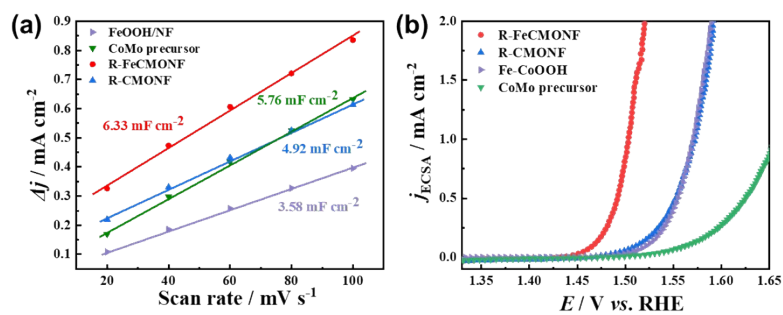 (a)
FeOOH/NF
CoMo precursor
R-FeCMONF
R-CMONF
6.33 mF cm⁻²
5.76 mF cm⁻²
4.92 mF cm⁻²
3.58 mF cm⁻²
0.9
0.8
0.7
0.6
0.5
0.4
0.3
0.2
0.1
Δj / mA cm⁻²
20 40 60 80 100
Scan rate / mV s⁻¹
(b)
R-FeCMONF
R-CMONF
Fe-CoOOH
CoMo precursor
2.0
1.5
1.0
0.5
0.0
j_ECSA / mA cm⁻²
1.35 1.40 1.45 1.50 1.55 1.60 1.65
E / V vs. RHE